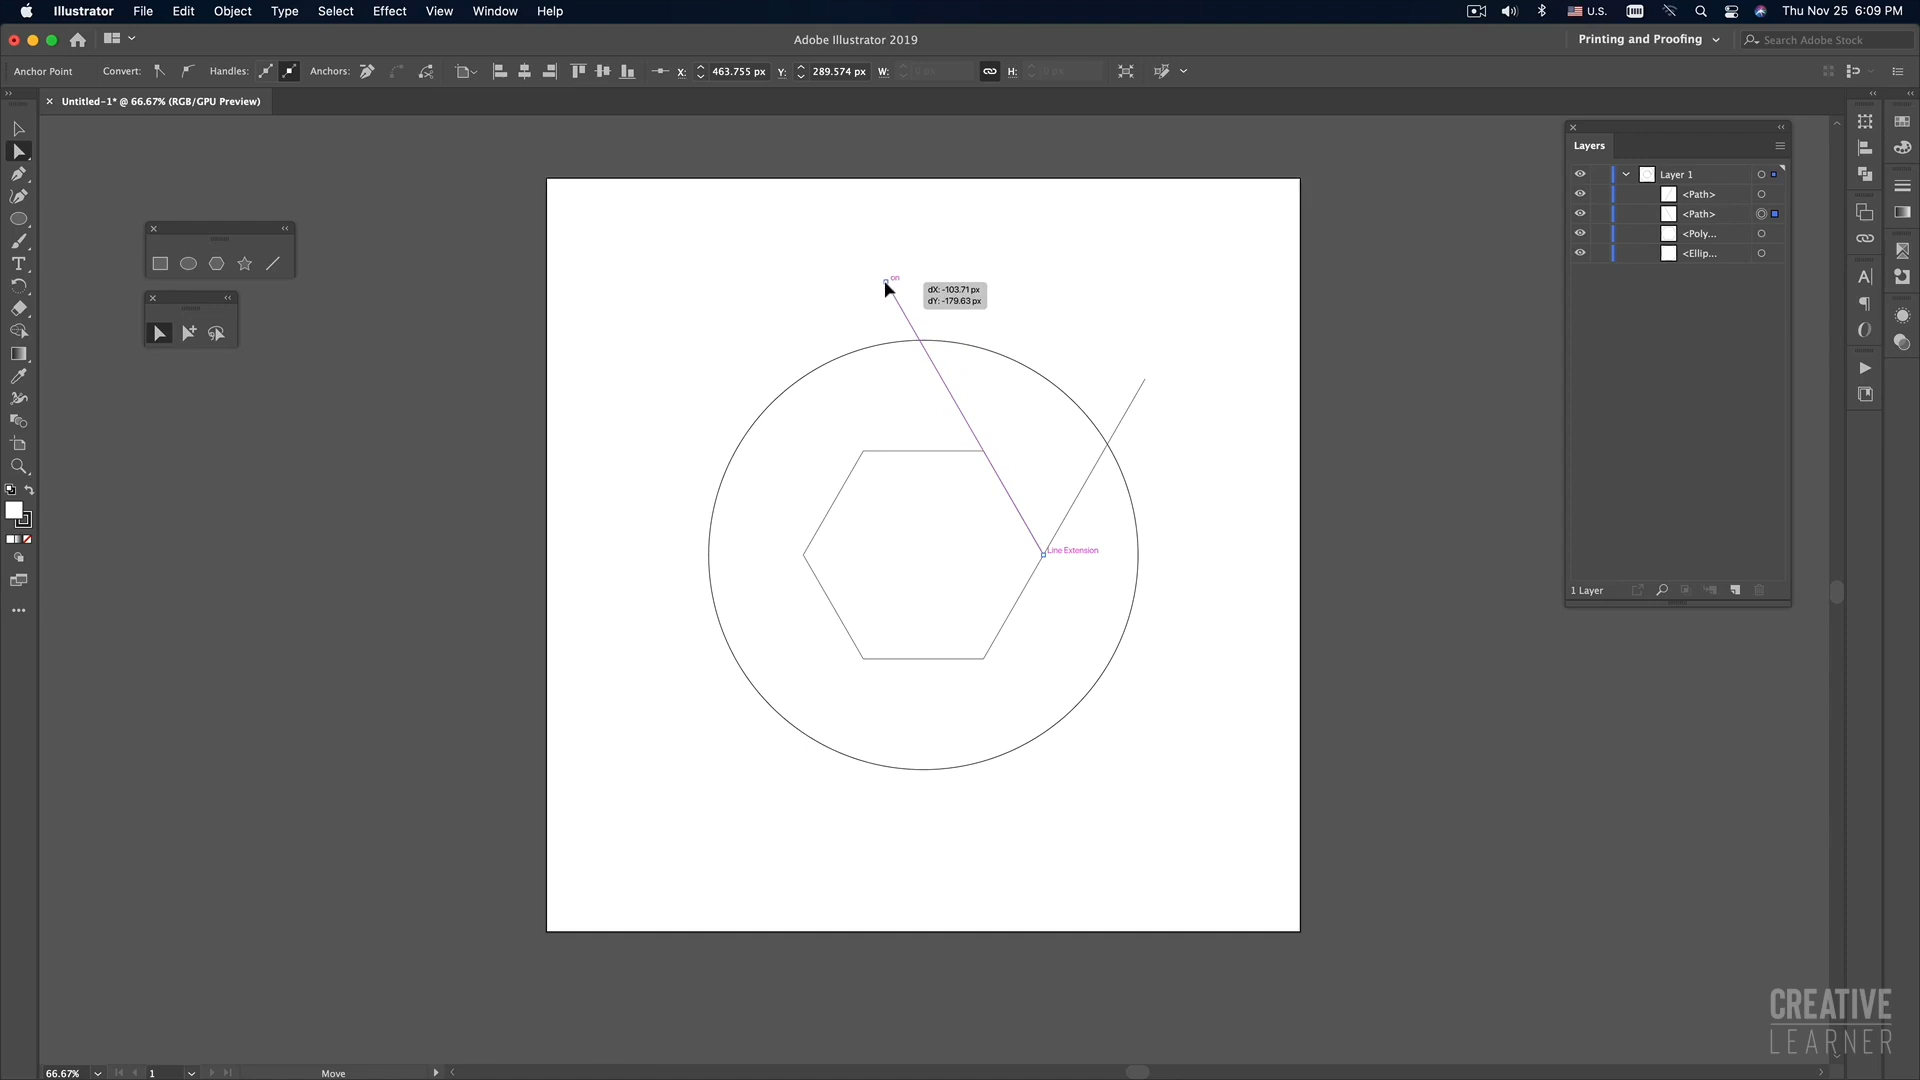 Illustrator File Edit Object Type Select Effect View Window Help
U.S.
Thu Nov 25 6:09 PM
Adobe Illustrator 2019
Printing and Proofing
Search Adobe Stock
Anchor Point
Convert:
Handles:
Anchors:
X: 463.755 px
Y: 289.574 px
W: 0 px
H: 0 px
Untitled-1* @ 66.67% (RGB/GPU Preview)
Layers
Layer 1
<Path>
<Path>
<Poly...
<Ellip...
on
dX: -103.71 px
dY: -179.63 px
Line Extension
1 Layer
CREATIVE
LEARNER
66.67%
1
Move